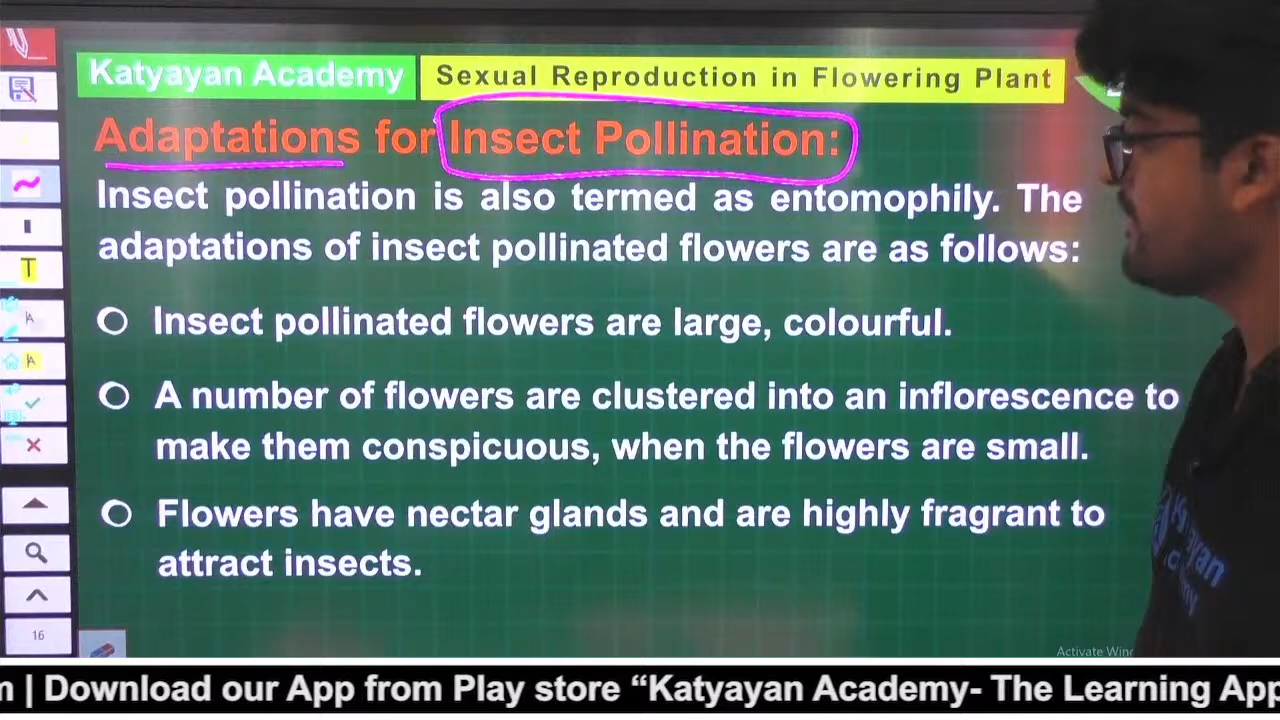 Katyayan Academy
Sexual Reproduction in Flowering Plant
Adaptations for Insect Pollination:
Insect pollination is also termed as entomophily. The
adaptations of insect pollinated flowers are as follows:
Insect pollinated flowers are large, colourful.
A number of flowers are clustered into an inflorescence to
make them conspicuous, when the flowers are small.
Flowers have nectar glands and are highly fragrant to
attract insects.
T
A
A
16
Activate Win
m | Download our App from Play store “Katyayan Academy- The Learning App